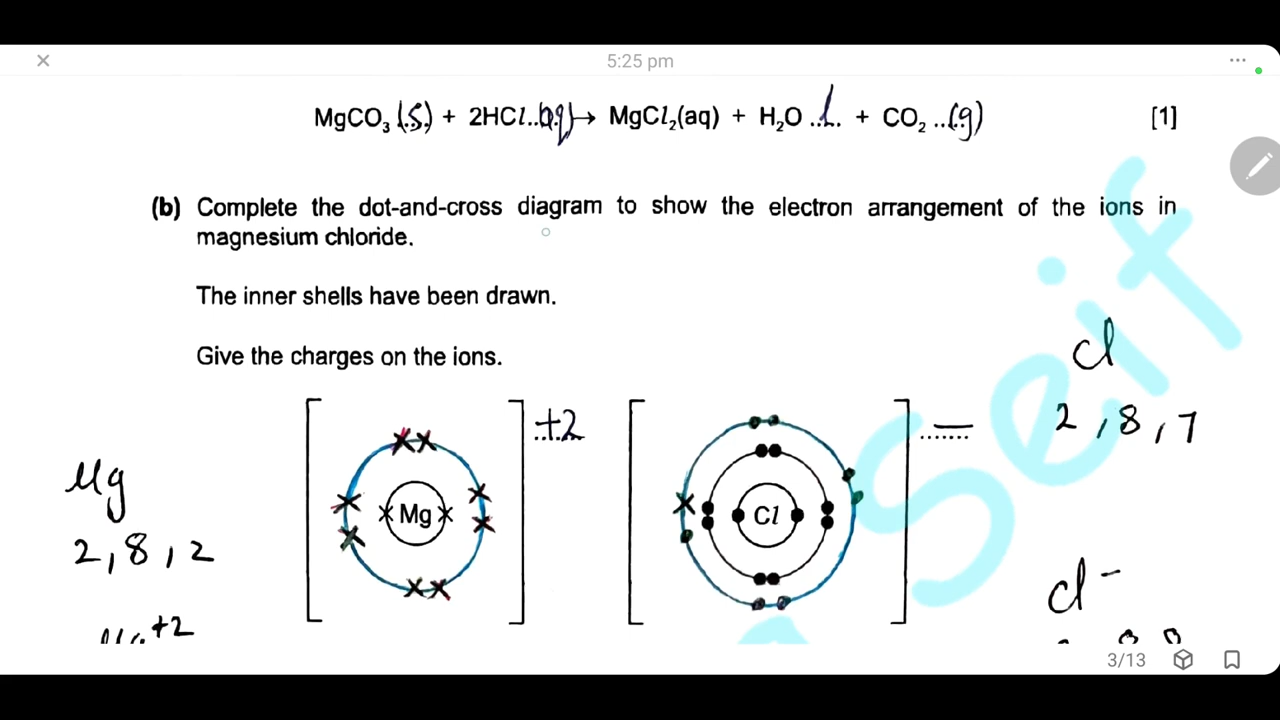 5:25 pm
MgCO₃(s) + 2HCl..(aq)→ MgCl₂(aq) + H₂O ..l.. + CO₂ ..(g) [1]
(b) Complete the dot-and-cross diagram to show the electron arrangement of the ions in
magnesium chloride.
The inner shells have been drawn.
Give the charges on the ions.
Cl
2,8,7
+2
−
Mg
2,8,2
Mg
Cl
Cl⁻
+2
Seif
3/13